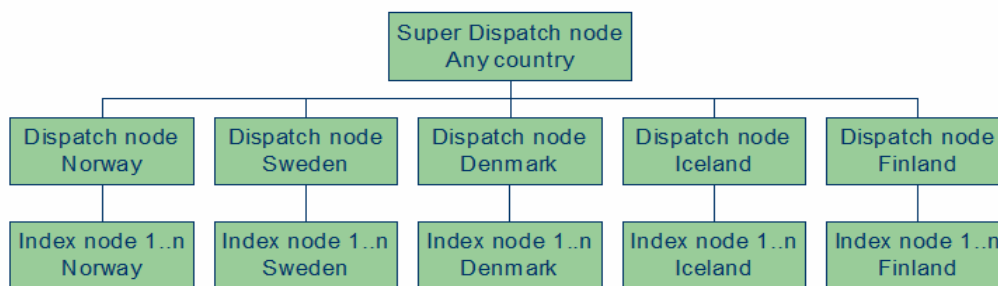 Super Dispatch node
Any country
Dispatch node
Norway
Dispatch node
Sweden
Dispatch node
Denmark
Dispatch node
Iceland
Dispatch node
Finland
Index node 1..n
Norway
Index node 1..n
Sweden
Index node 1..n
Denmark
Index node 1..n
Iceland
Index node 1..n
Finland